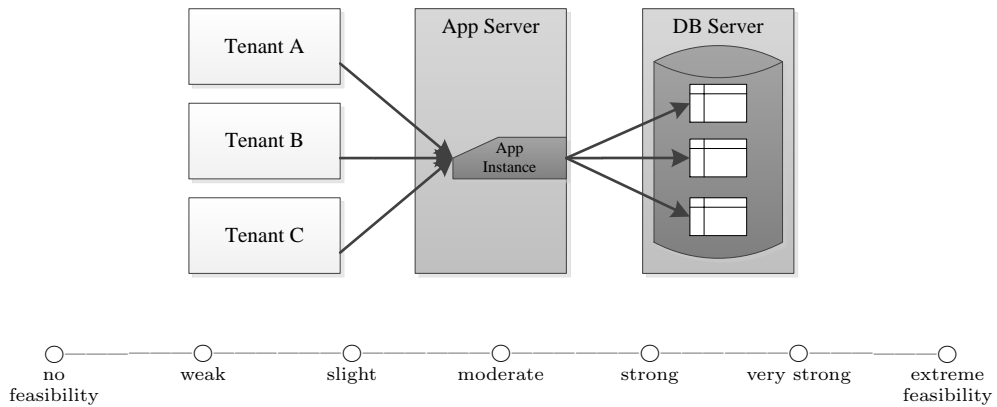 Tenant A
App Server
DB Server
Tenant B
App
Instance
Tenant C
no
feasibility
weak
slight
moderate
strong
very strong
extreme
feasibility